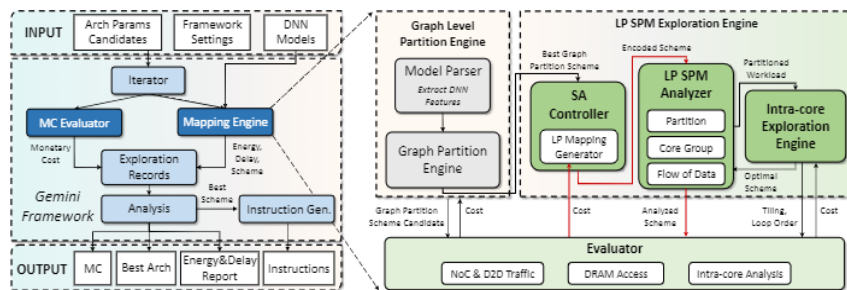 INPUT
Arch Params
Candidates
Framework
Settings
DNN
Models
Iterator
MC Evaluator
Mapping Engine
Monetary
Cost
Energy,
Delay,
Scheme
Exploration
Records
Best
Scheme
Gemini
Framework
Analysis
Instruction Gen.
OUTPUT
MC
Best Arch
Energy&Delay
Report
Instructions
Graph Level
Partition Engine
Model Parser
Extract DNN
Features
Graph Partition
Engine
Best Graph
Partition Scheme
Graph Partition
Scheme Candidate
Cost
LP SPM Exploration Engine
Encoded Scheme
SA
Controller
LP Mapping
Generator
LP SPM
Analyzer
Partition
Core Group
Flow of Data
Partitioned
Workload
Intra-core
Exploration
Engine
Optimal
Scheme
Cost
Analyzed
Scheme
Tiling,
Loop Order
Cost
Evaluator
NoC & D2D Traffic
DRAM Access
Intra-core Analysis